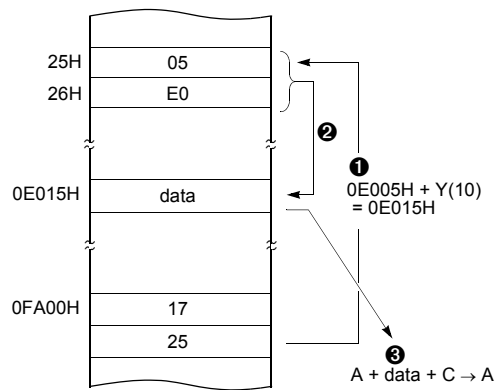 25H 05
26H E0
❷
❶
0E015H data
0E005H + Y(10)
= 0E015H
0FA00H 17
25
❸
A + data + C → A